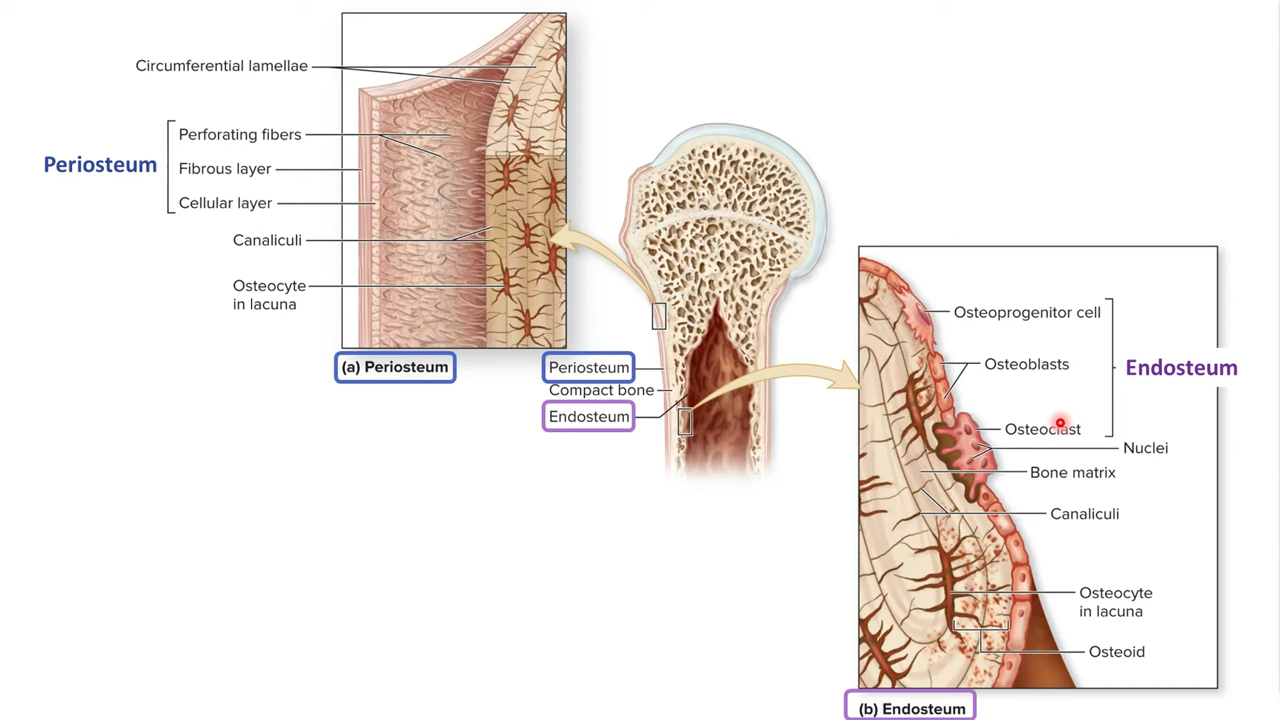 Circumferential lamellae
Perforating fibers
Periosteum
Fibrous layer
Cellular layer
Canaliculi
Osteocyte
in lacuna
(a) Periosteum
Periosteum
Compact bone
Endosteum
Osteoprogenitor cell
Osteoblasts
Endosteum
Osteoclast
Nuclei
Bone matrix
Canaliculi
Osteocyte
in lacuna
Osteoid
(b) Endosteum